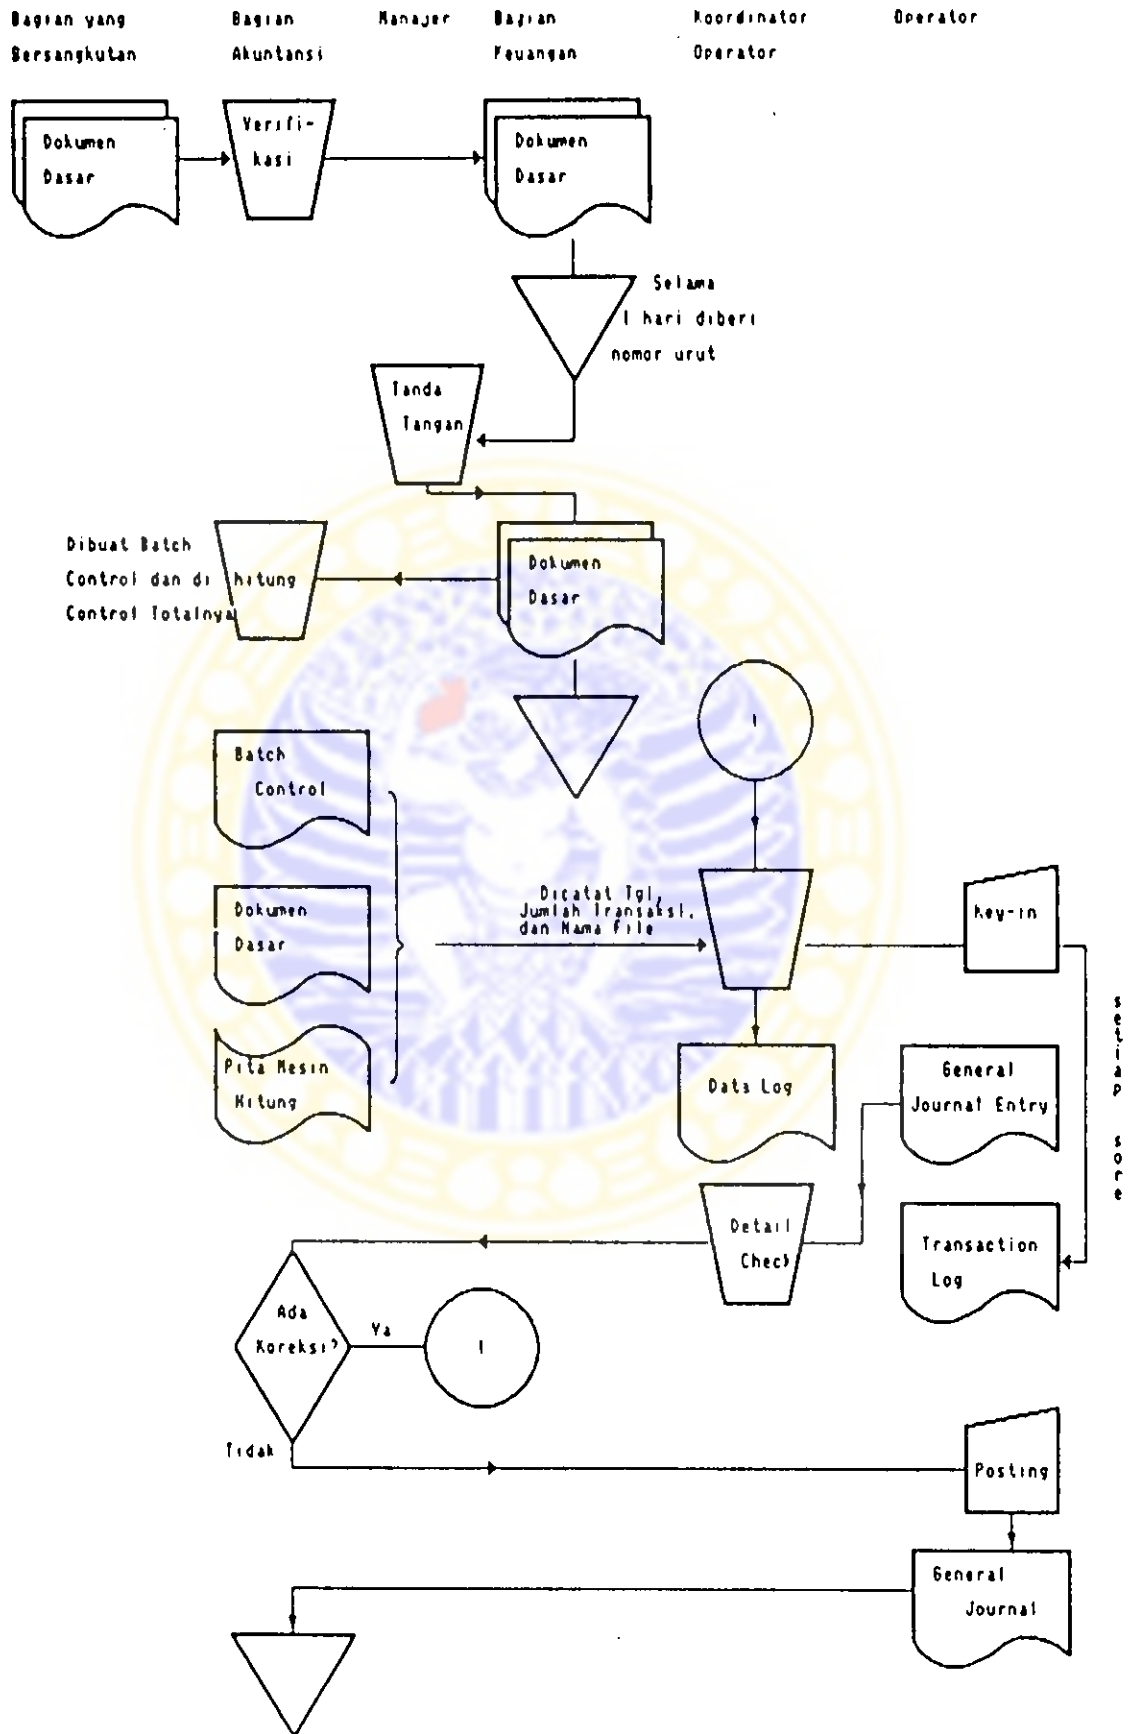 Bagian yang
Bersangkutan
Bagian
Akuntansi
Manajer
Bagian
Keuangan
Koordinator
Operator
Operator
Dokumen
Dasar
Verifi-
kasi
Dokumen
Dasar
Selama
1 hari diberi
nomor urut
Tanda
Tangan
Dibuat Batch
Control dan di hitung
Control Totalnya
Dokumen
Dasar
1
Batch
Control
Dokumen
Dasar
Pita Mesin
Hitung
Dicatat Tgl,
Jumlah Transaksi,
dan Nama File
Key-in
setiap sore
Data Log
General
Journal Entry
Detail
Check
Transaction
Log
Ada
Koreksi?
Ya
1
Tidak
Posting
General
Journal